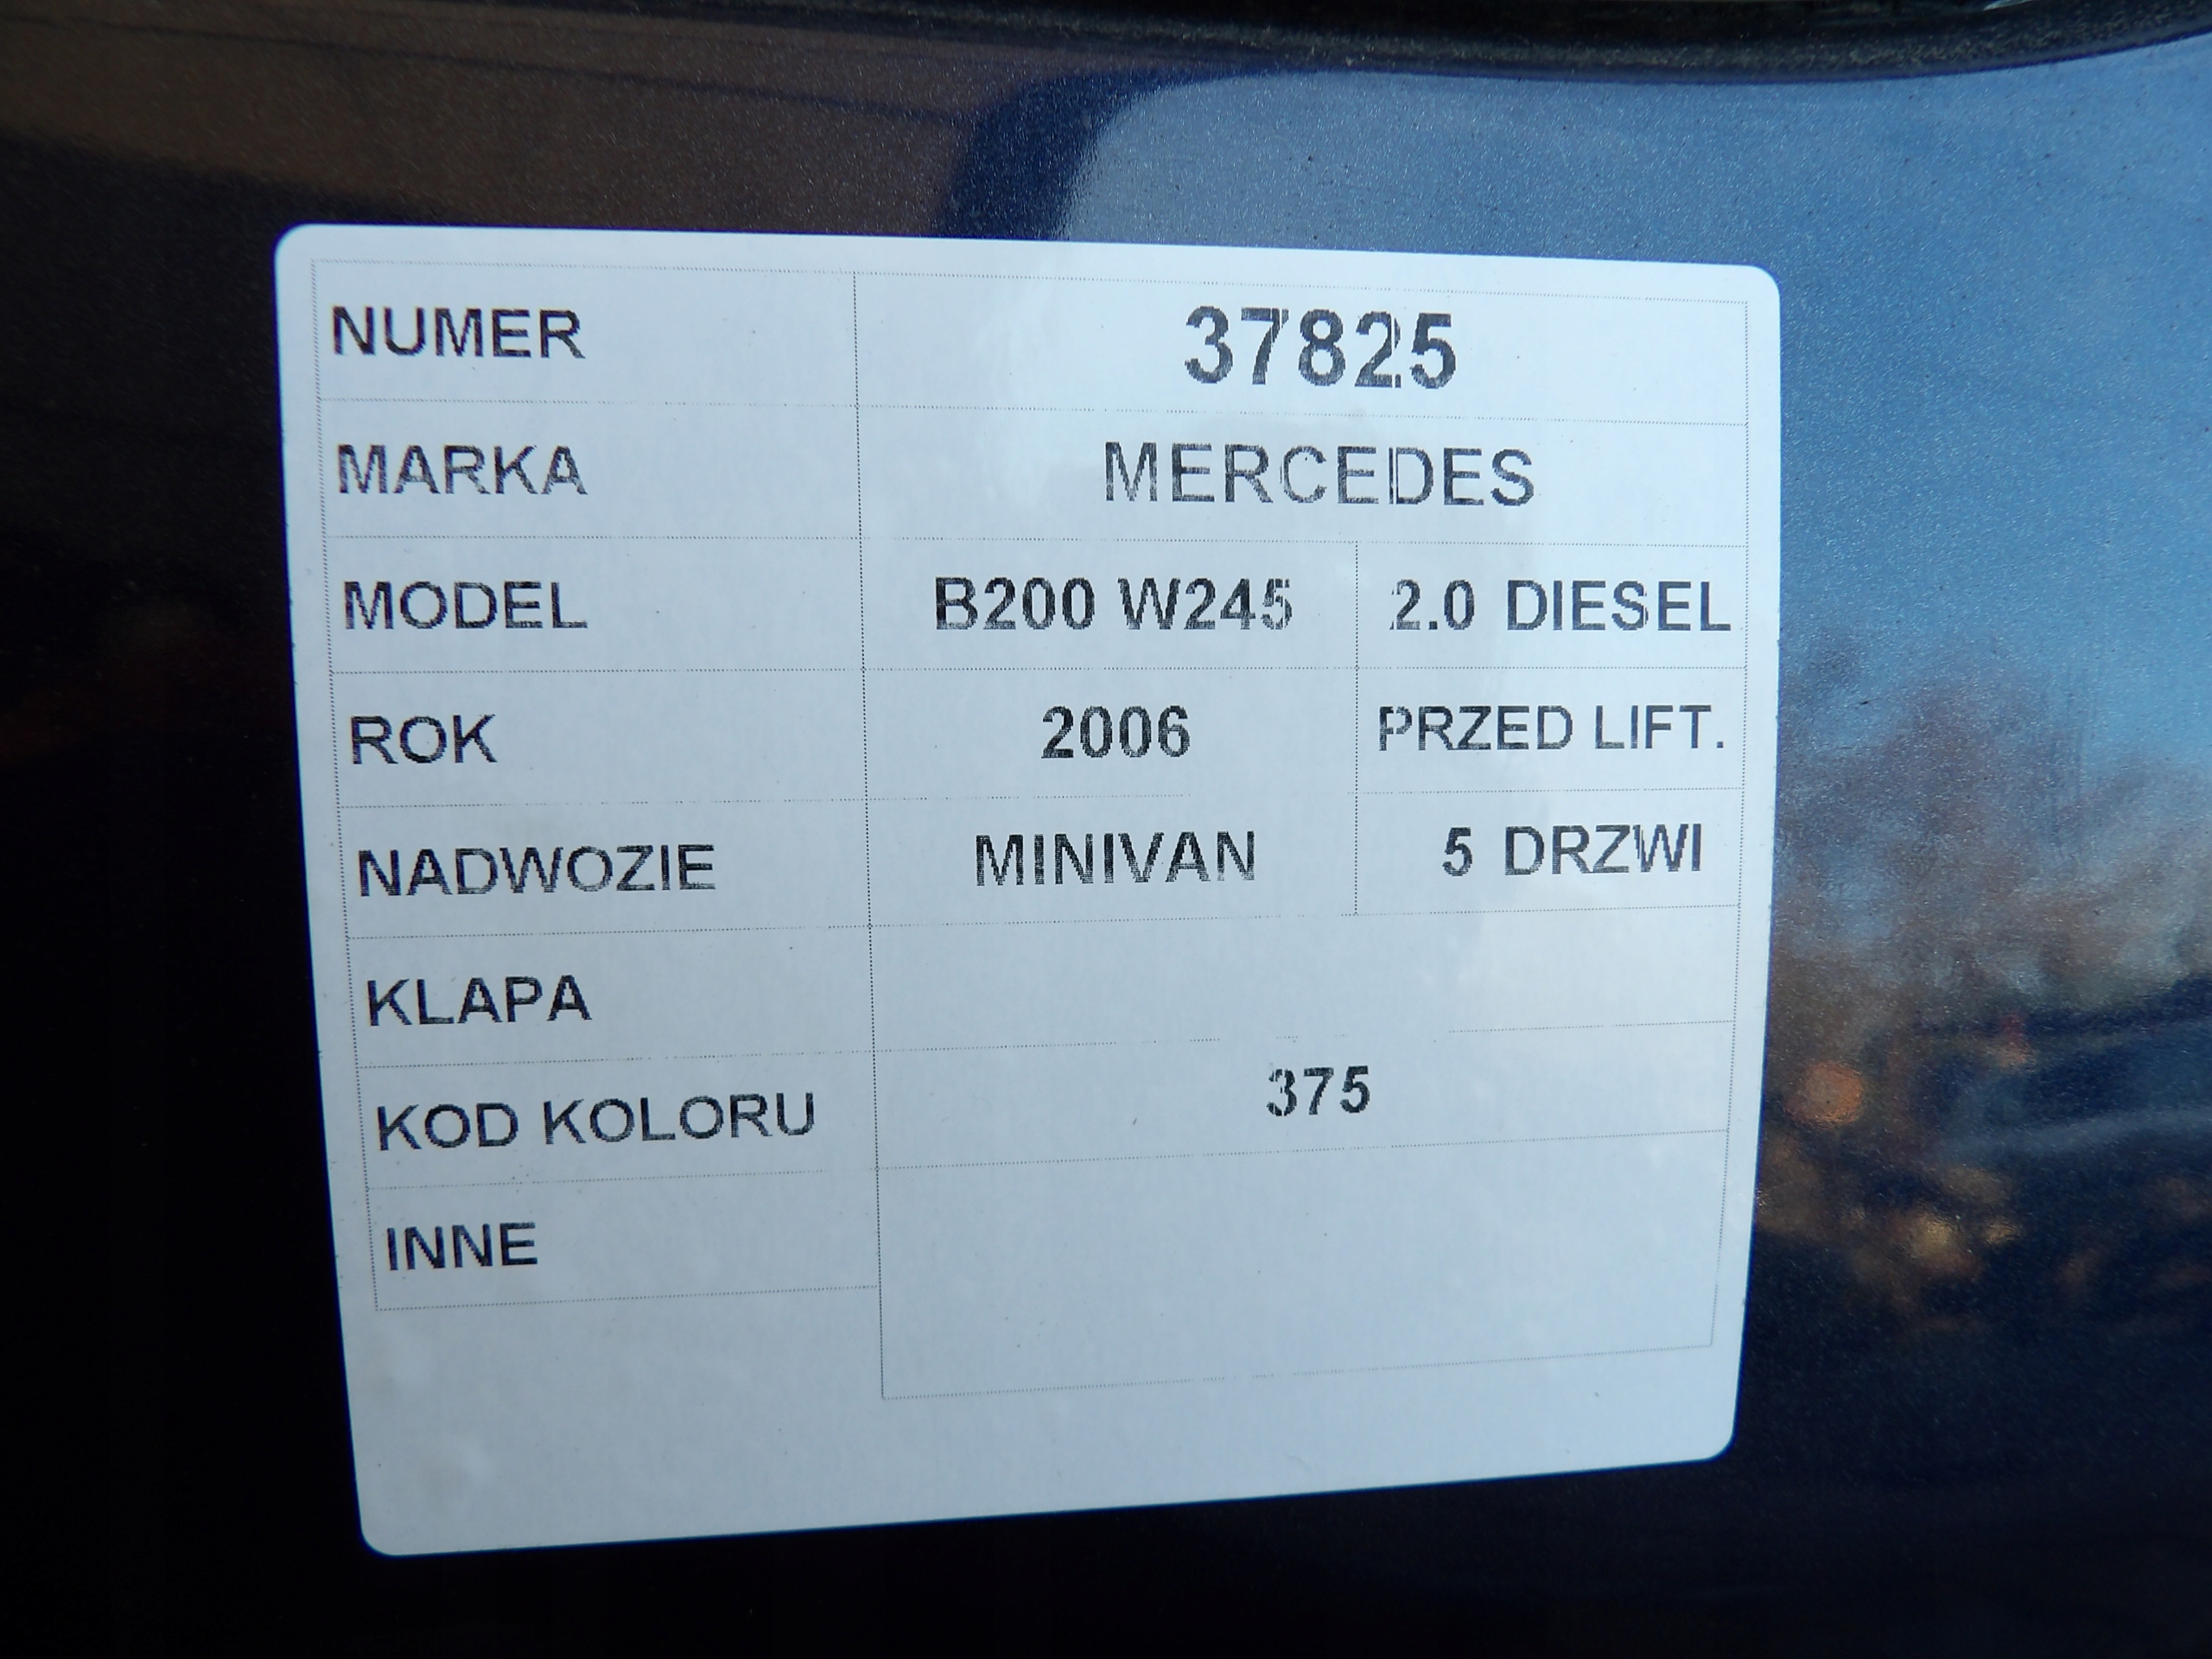 NUMER 37825
MARKA MERCEDES
MODEL B200 W245 2.0 DIESEL
ROK 2006 PRZED LIFT.
NADWOZIE MINIVAN 5 DRZWI
KLAPA
KOD KOLORU 375
INNE